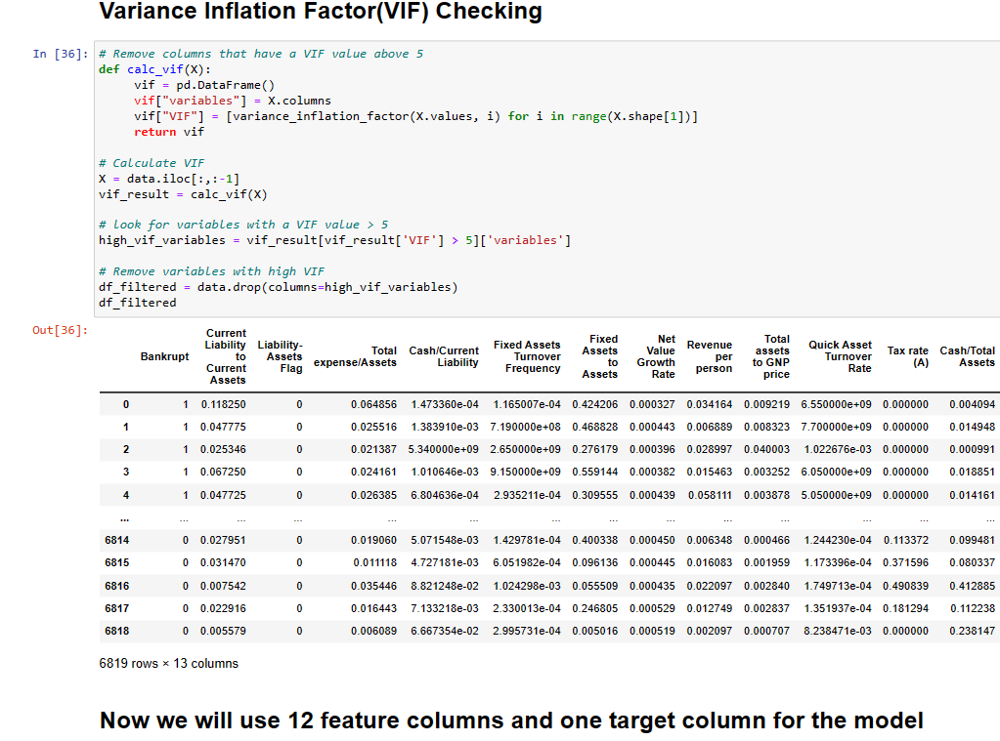 Variance Inflation Factor(VIF) Checking
In [36]: # Remove columns that have a VIF value above 5
def calc_vif(X):
vif = pd.DataFrame()
vif["variables"] = X.columns
vif["VIF"] = [variance_inflation_factor(X.values, i) for i in range(X.shape[1])]
return vif
# Calculate VIF
X = data.iloc[:,:-1]
vif_result = calc_vif(X)
# look for variables with a VIF value > 5
high_vif_variables = vif_result[vif_result['VIF'] > 5]['variables']
# Remove variables with high VIF
df_filtered = data.drop(columns=high_vif_variables)
df_filtered
Out[36]:
Bankrupt Current Liability to Current Assets Liability-Assets Flag Total expense/Assets Cash/Current Liability Fixed Assets Turnover Frequency Fixed Assets to Assets Net Value Growth Rate Revenue per person Total assets to GNP price Quick Asset Turnover Rate Tax rate (A) Cash/Total Assets
0 1 0.118250 0 0.064856 1.473360e-04 1.165007e-04 0.424206 0.000327 0.034164 0.009219 6.550000e+09 0.000000 0.004094
1 1 0.047775 0 0.025516 1.383910e-03 7.190000e+08 0.468828 0.000443 0.006889 0.008323 7.700000e+09 0.000000 0.014948
2 1 0.025346 0 0.021387 5.340000e+09 2.650000e+09 0.276179 0.000396 0.028997 0.040003 1.022676e-03 0.000000 0.000991
3 1 0.067250 0 0.024161 1.010646e-03 9.150000e+09 0.559144 0.000382 0.015463 0.003252 6.050000e+09 0.000000 0.018851
4 1 0.047725 0 0.026385 6.804636e-04 2.935211e-04 0.309555 0.000439 0.058111 0.003878 5.050000e+09 0.000000 0.014161
... ... ... ... ... ... ... ... ... ... ... ... ... ...
6814 0 0.027951 0 0.019060 5.071548e-03 1.429781e-04 0.400338 0.000450 0.006348 0.000466 1.244230e-04 0.113372 0.099481
6815 0 0.031470 0 0.011118 4.727181e-03 6.051982e-04 0.096136 0.000445 0.016083 0.001959 1.173396e-04 0.371596 0.080337
6816 0 0.007542 0 0.035446 8.821248e-02 1.024298e-03 0.055509 0.000435 0.022097 0.002840 1.749713e-04 0.490839 0.412885
6817 0 0.022916 0 0.016443 7.133218e-03 2.330013e-04 0.246805 0.000529 0.012749 0.002837 1.351937e-04 0.181294 0.112238
6818 0 0.005579 0 0.006089 6.667354e-02 2.995731e-04 0.005016 0.000519 0.002097 0.000707 8.238471e-03 0.000000 0.238147
6819 rows × 13 columns
Now we will use 12 feature columns and one target column for the model